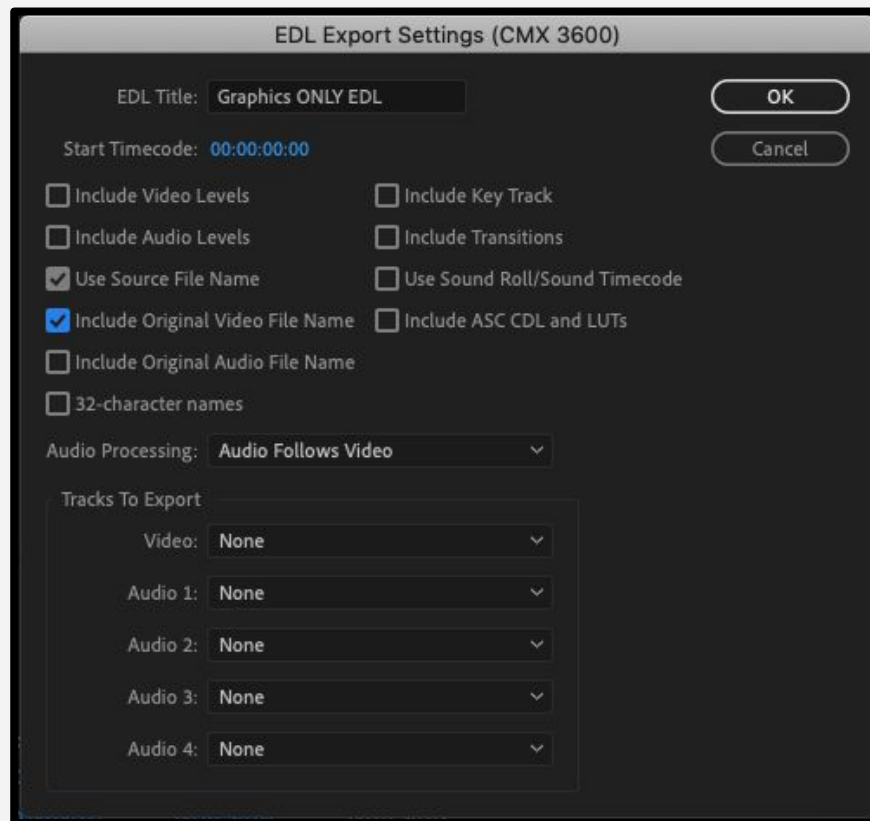 EDL Export Settings (CMX 3600)
EDL Title: Graphics ONLY EDL
OK
Start Timecode: 00:00:00:00
Cancel
Include Video Levels
Include Key Track
Include Audio Levels
Include Transitions
Use Source File Name
Use Sound Roll/Sound Timecode
Include Original Video File Name
Include ASC CDL and LUTs
Include Original Audio File Name
32-character names
Audio Processing: Audio Follows Video
Tracks To Export
Video: None
Audio 1: None
Audio 2: None
Audio 3: None
Audio 4: None